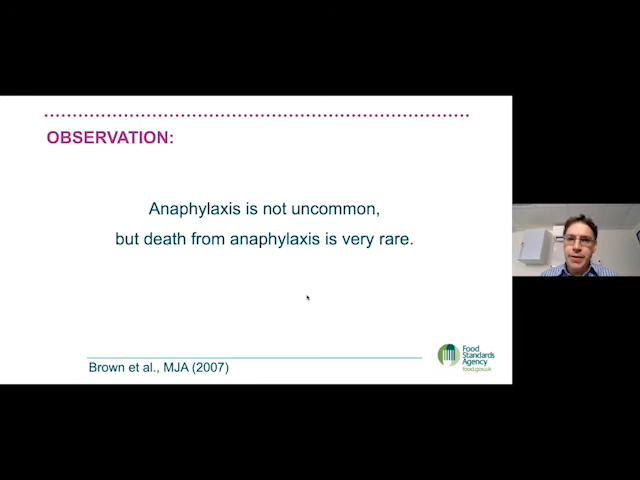 OBSERVATION:
Anaphylaxis is not uncommon,
but death from anaphylaxis is very rare.
Brown et al., MJA (2007)
Food
Standards
Agency
food.gov.uk